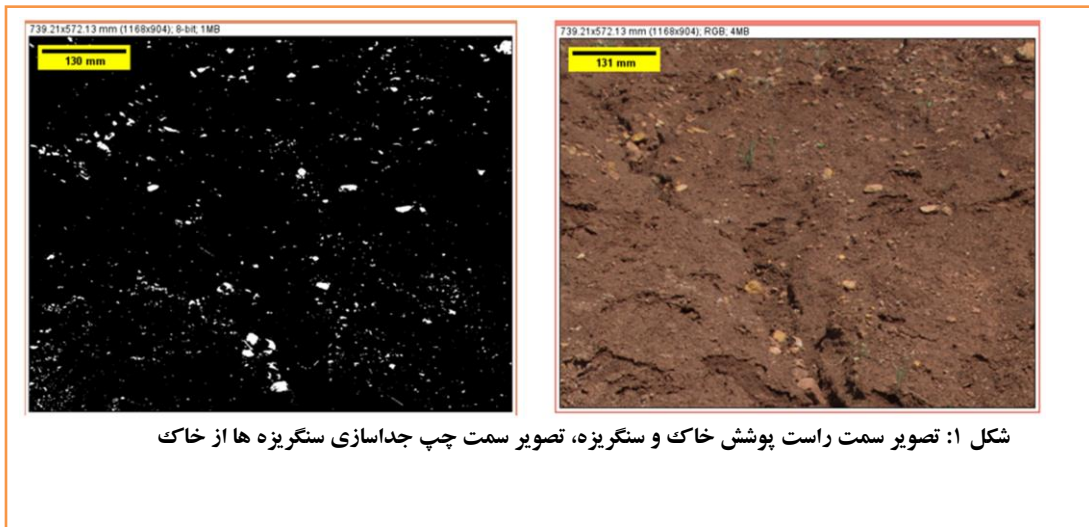 739.21x572.13 mm (1168x904); 8-bit, 1MB
130 mm
739.21x572.13 mm (1168x904); RGB, 4MB
131 mm
شکل ۱: تصویر سمت راست پوشش خاک و سنگریزه، تصویر سمت چپ جداسازی سنگریزه ها از خاک